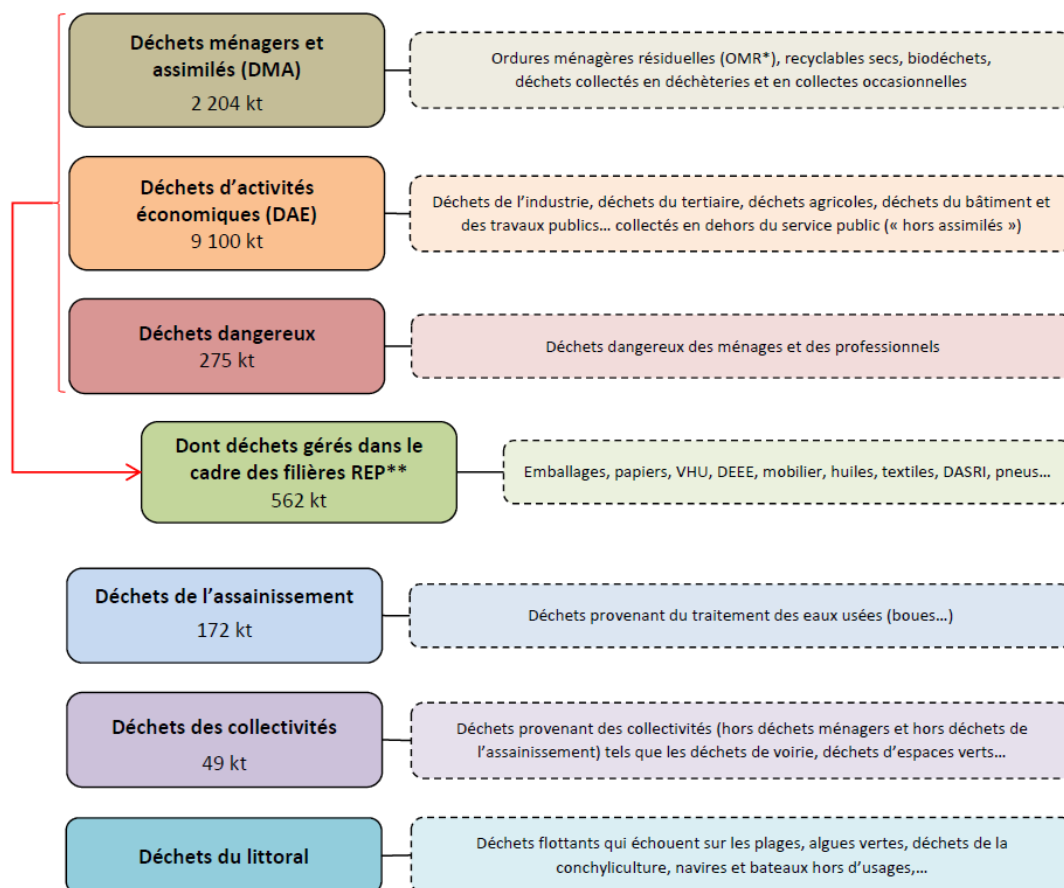 Déchets ménagers et
assimilés (DMA)
2 204 kt
Ordures ménagères résiduelles (OMR*), recyclables secs, biodéchets,
déchets collectés en déchèteries et en collectes occasionnelles
Déchets d’activités
économiques (DAE)
9 100 kt
Déchets de l’industrie, déchets du tertiaire, déchets agricoles, déchets du bâtiment et
des travaux publics… collectés en dehors du service public (« hors assimilés »)
Déchets dangereux
275 kt
Déchets dangereux des ménages et des professionnels
Dont déchets gérés dans le
cadre des filières REP**
562 kt
Emballages, papiers, VHU, DEEE, mobilier, huiles, textiles, DASRI, pneus…
Déchets de l’assainissement
172 kt
Déchets provenant du traitement des eaux usées (boues…)
Déchets des collectivités
49 kt
Déchets provenant des collectivités (hors déchets ménagers et hors déchets de
l’assainissement) tels que les déchets de voirie, déchets d’espaces verts…
Déchets du littoral
Déchets flottants qui échouent sur les plages, algues vertes, déchets de la
conchyliculture, navires et bateaux hors d’usages,…